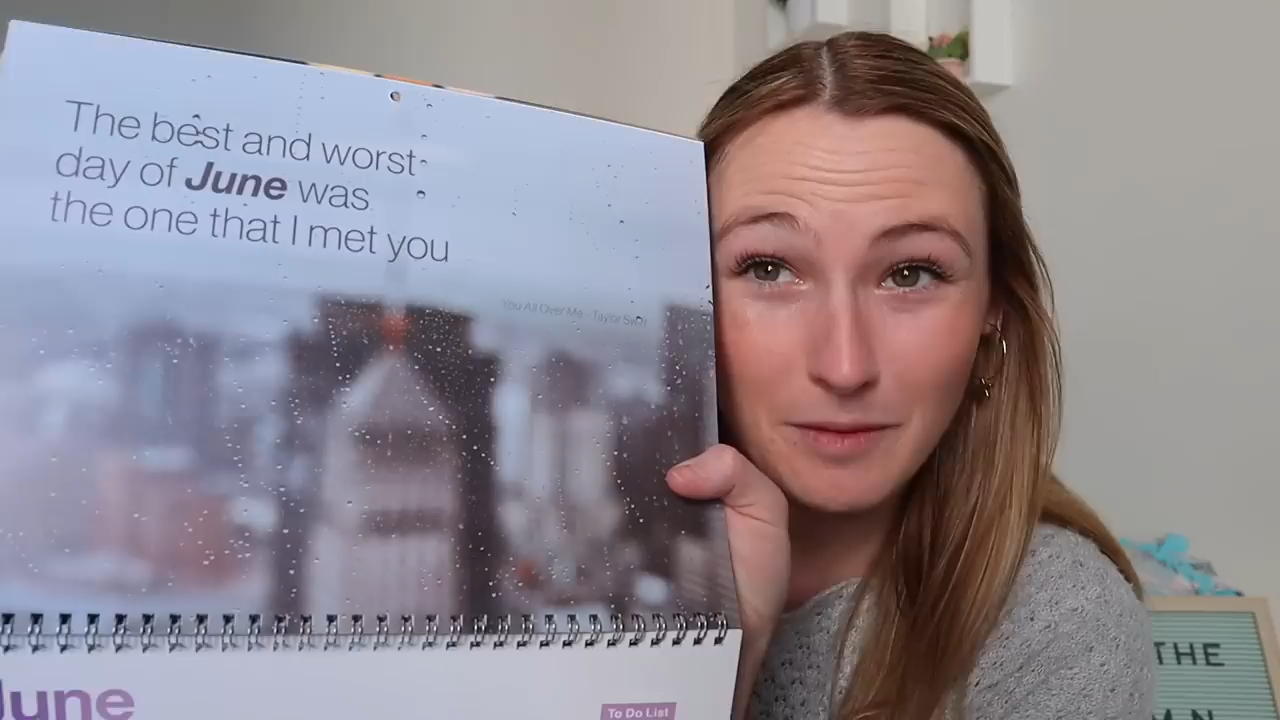 The best and worst
day of June was
the one that I met you
You All Over Me - Taylor Swift
June
To Do List
THE